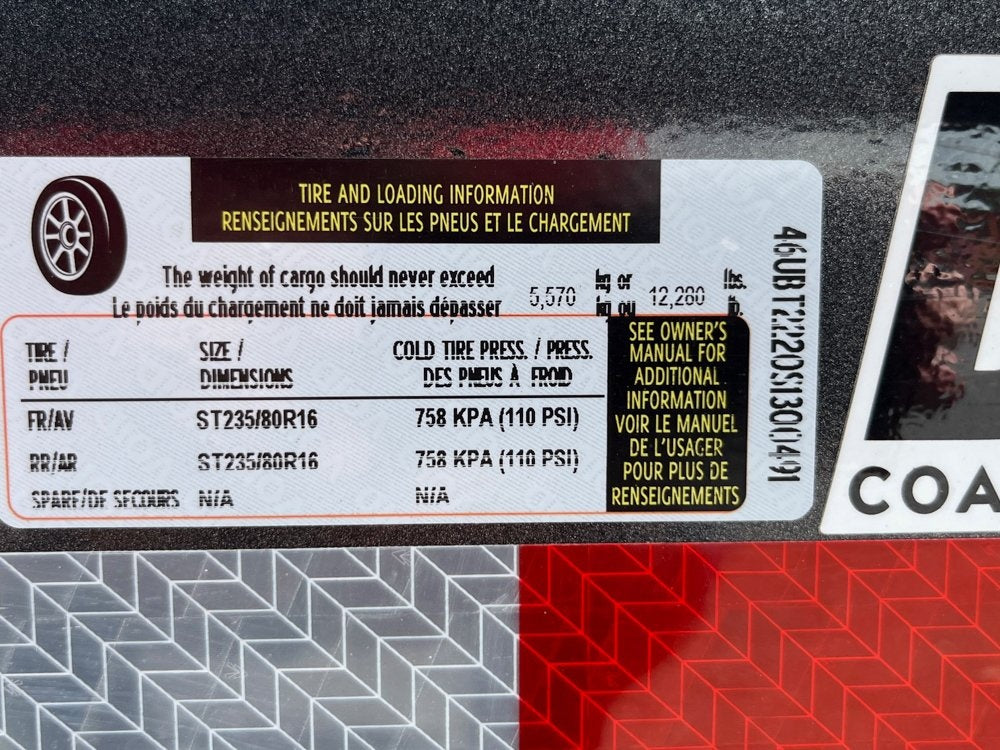 TIRE AND LOADING INFORMATION
RENSEIGNEMENTS SUR LES PNEUS ET LE CHARGEMENT
The weight of cargo should never exceed
Le poids du chargement ne doit jamais dépasser
5,570
kg or
kg ou
12,280
lbs.
lb.
TIRE /
PNEU
SIZE /
DIMENSIONS
COLD TIRE PRESS. / PRESS.
DES PNEUS À FROID
FR/AV ST235/80R16 758 KPA (110 PSI)
RR/AR ST235/80R16 758 KPA (110 PSI)
SPARE/DE SECOURS N/A N/A
SEE OWNER'S
MANUAL FOR
ADDITIONAL
INFORMATION
VOIR LE MANUEL
DE L'USAGER
POUR PLUS DE
RENSEIGNEMENTS
COA